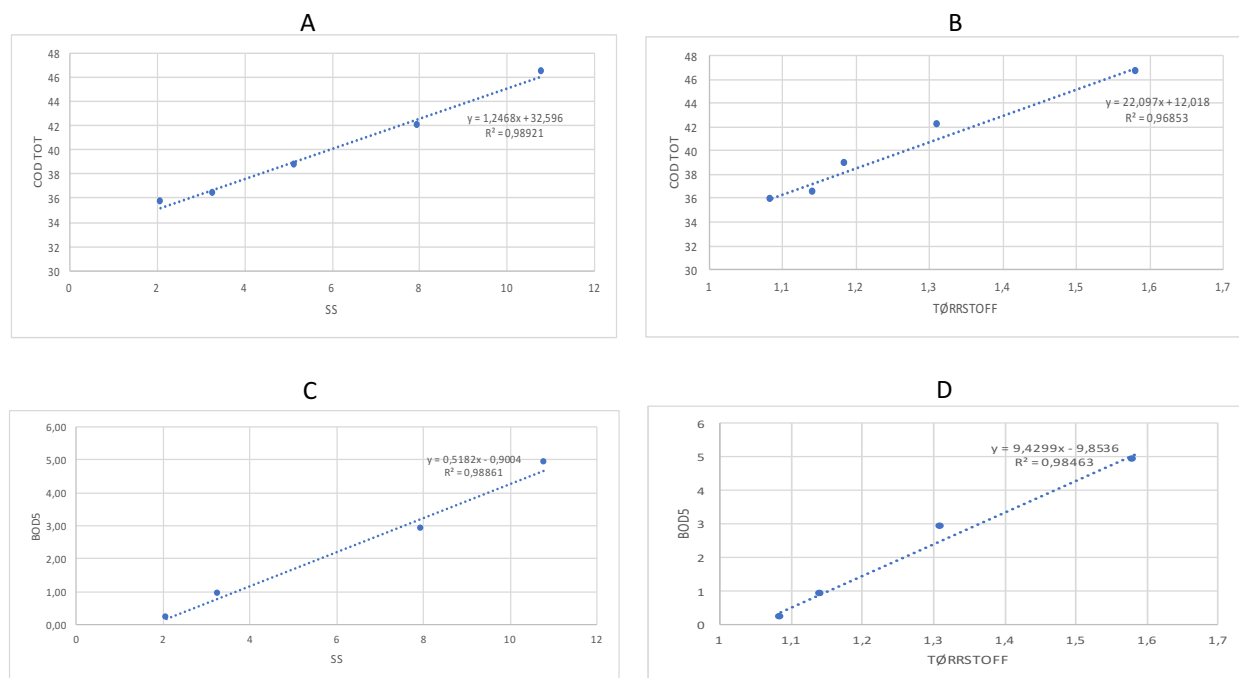 A
48
46
44
42
40
38
36
34
32
30
COD TOT
y = 1,2468x + 32,596
R² = 0,98921
0 2 4 6 8 10 12
SS
B
48
46
44
42
40
38
36
34
32
30
COD TOT
y = 22,097x + 12,018
R² = 0,96853
1 1,1 1,2 1,3 1,4 1,5 1,6 1,7
TØRRSTOFF
C
6,00
5,00
4,00
3,00
2,00
1,00
0,00
BOD5
y = 0,5182x - 0,9004
R² = 0,98861
0 2 4 6 8 10 12
SS
D
6
5
4
3
2
1
0
BOD5
y = 9,4299x - 9,8536
R² = 0,98463
1 1,1 1,2 1,3 1,4 1,5 1,6 1,7
TØRRSTOFF